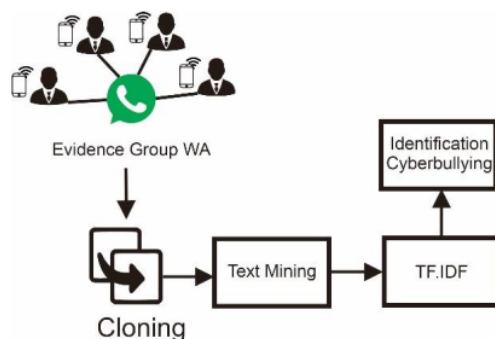 Evidence Group WA
Cloning
Text Mining
TF.IDF
Identification
Cyberbullying